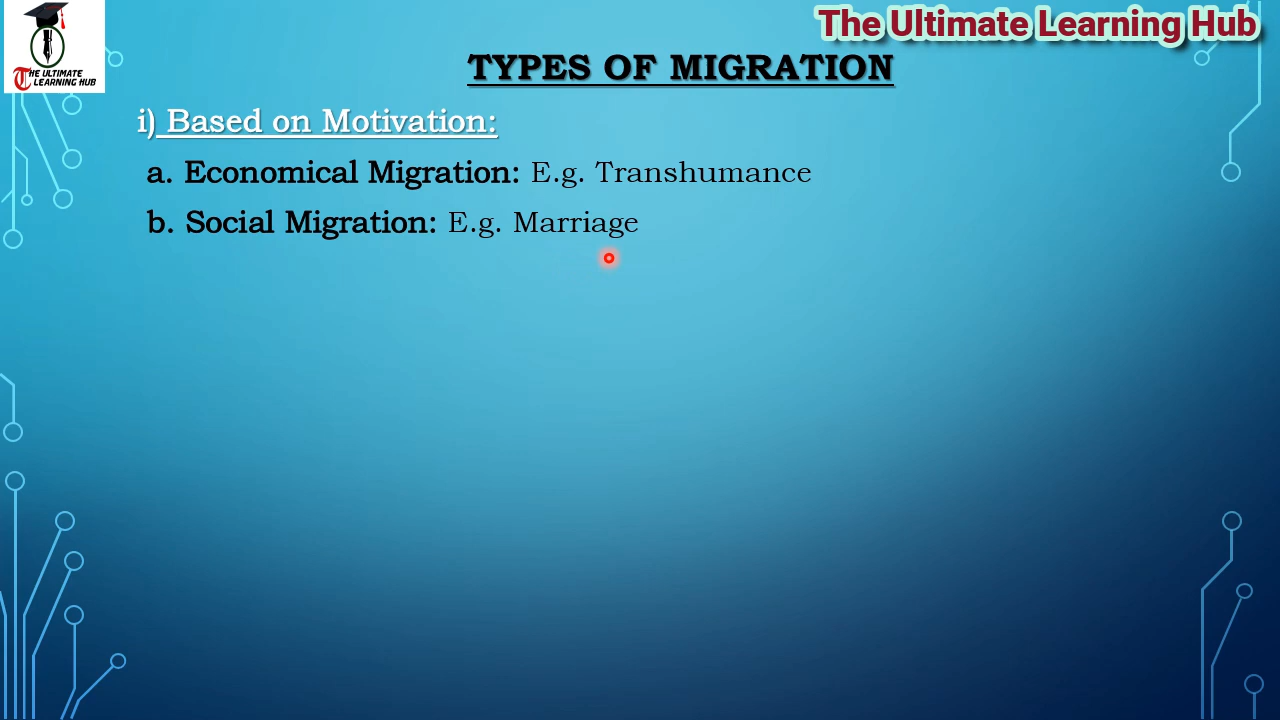 The Ultimate Learning Hub
THE ULTIMATE
LEARNING HUB
TYPES OF MIGRATION
i) Based on Motivation:
a. Economical Migration: E.g. Transhumance
b. Social Migration: E.g. Marriage